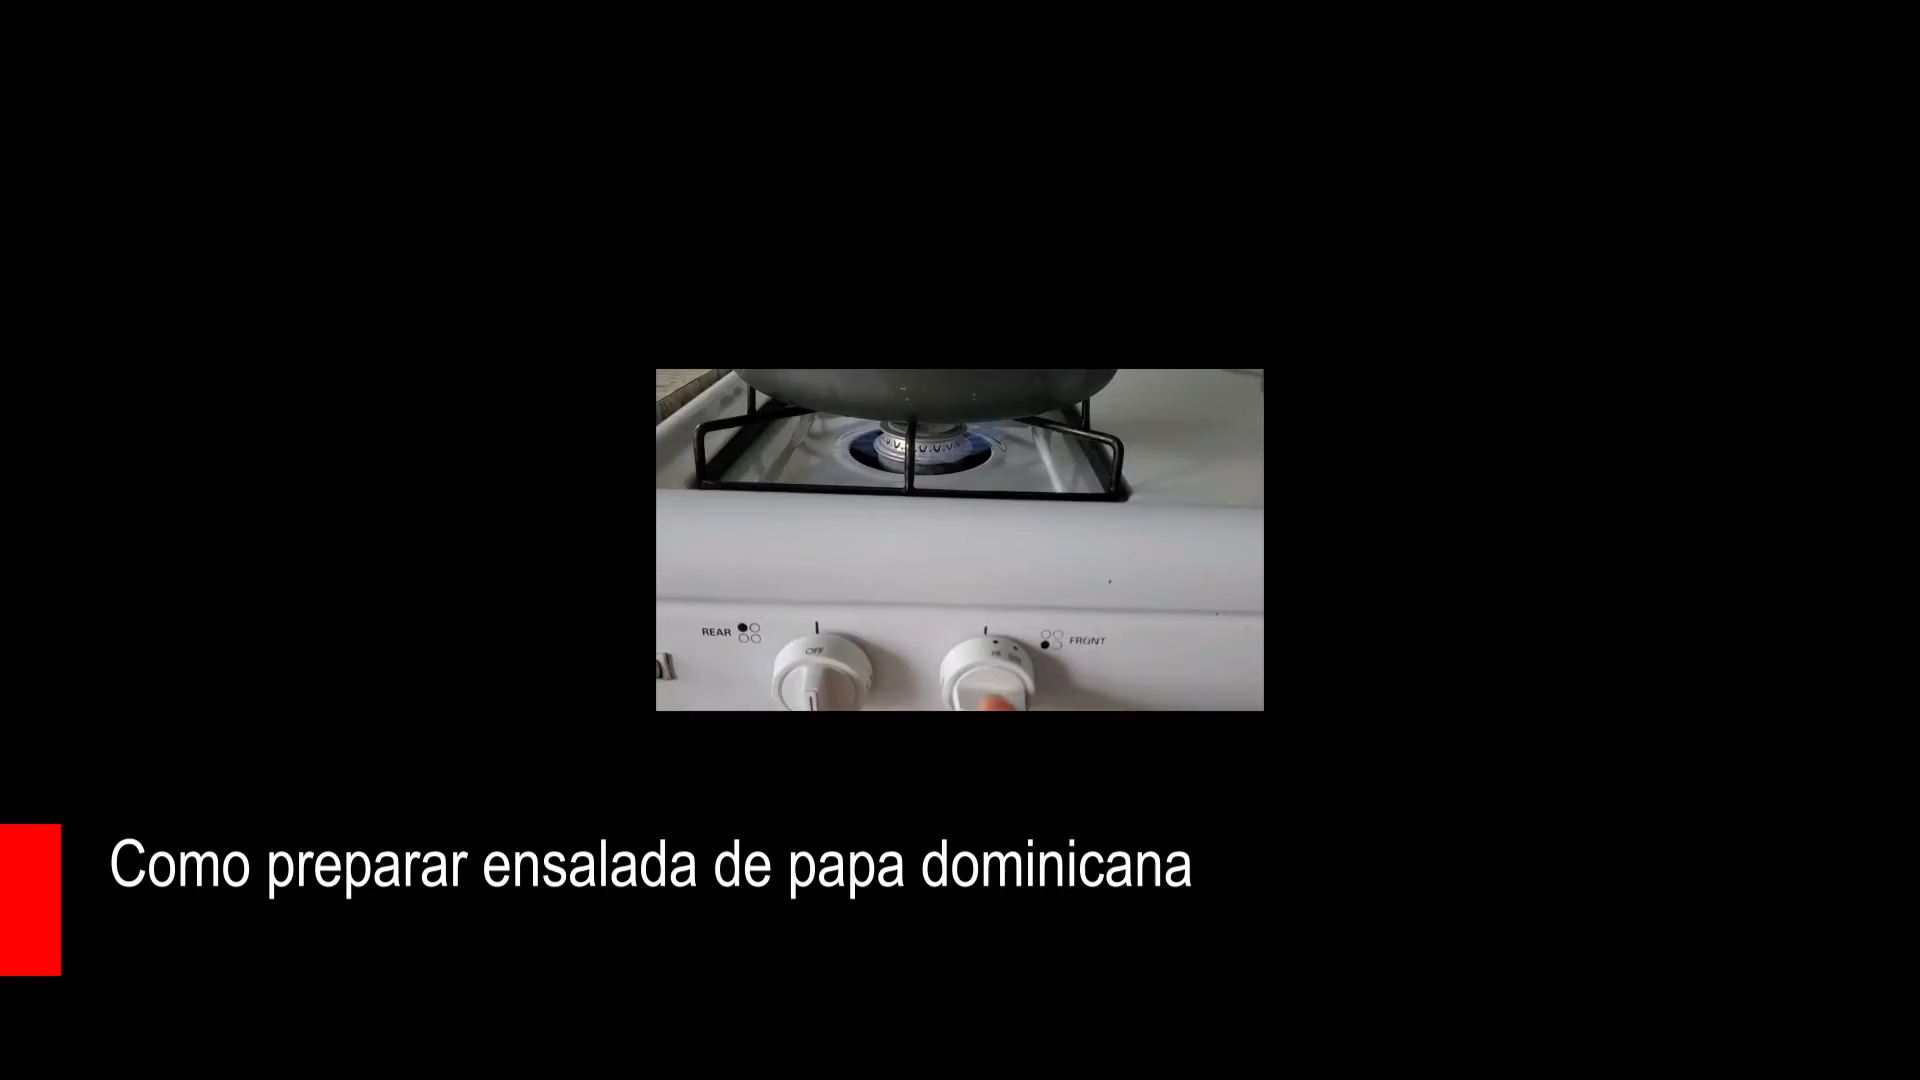 REAR
OFF
FRONT
Como preparar ensalada de papa dominicana